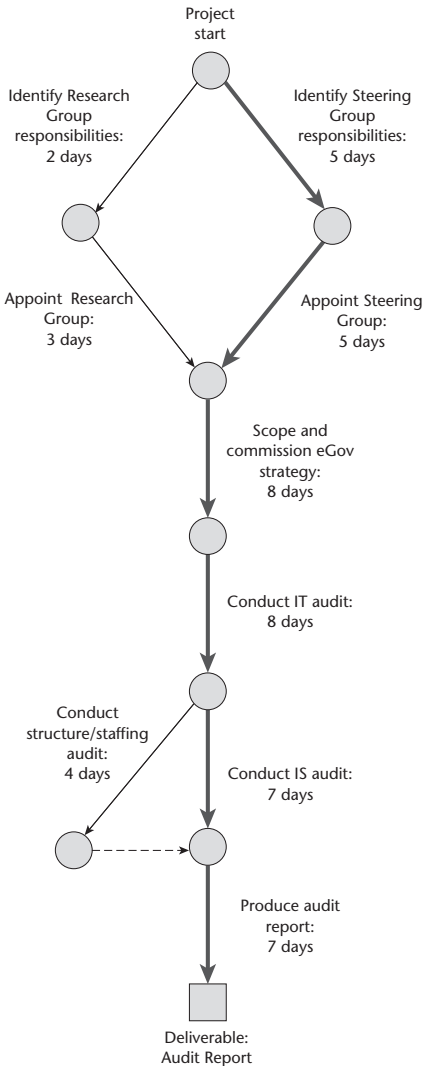 Project
start
Identify Research
Group
responsibilities:
2 days
Identify Steering
Group
responsibilities:
5 days
Appoint Research
Group:
3 days
Appoint Steering
Group:
5 days
Scope and
commission eGov
strategy:
8 days
Conduct IT audit:
8 days
Conduct
structure/staffing
audit:
4 days
Conduct IS audit:
7 days
Produce audit
report:
7 days
Deliverable:
Audit Report